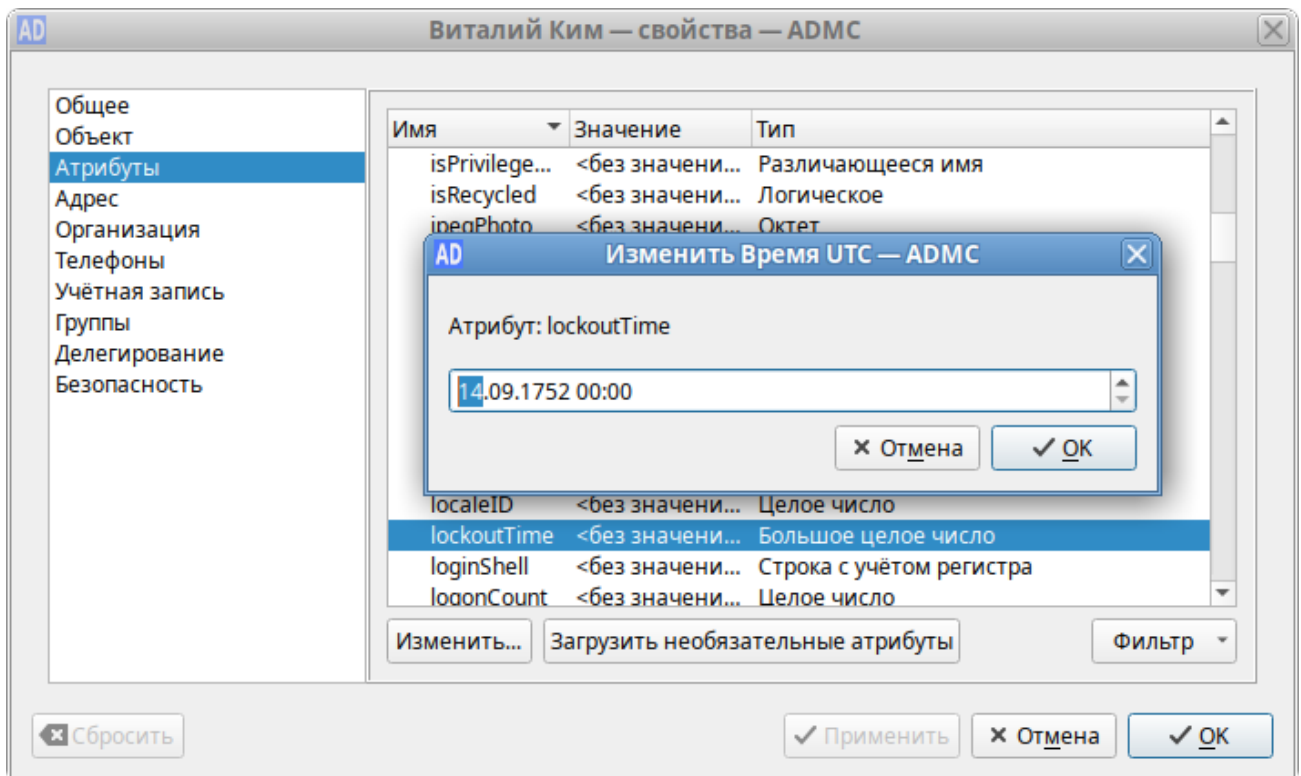 AD Виталий Ким — свойства — ADMC
Общее
Объект
Атрибуты
Адрес
Организация
Телефоны
Учётная запись
Группы
Делегирование
Безопасность
Имя Значение Тип
isPrivilege... <без значени... Различающееся имя
isRecycled <без значени... Логическое
jpegPhoto <без значени... Октет
AD Изменить Время UTC — ADMC
Атрибут: lockoutTime
14.09.1752 00:00
Отмена OK
localeID <без значени... Целое число
lockoutTime <без значени... Большое целое число
loginShell <без значени... Строка с учётом регистра
logonCount <без значени... Целое число
Изменить... Загрузить необязательные атрибуты Фильтр
Сбросить Применить Отмена OK